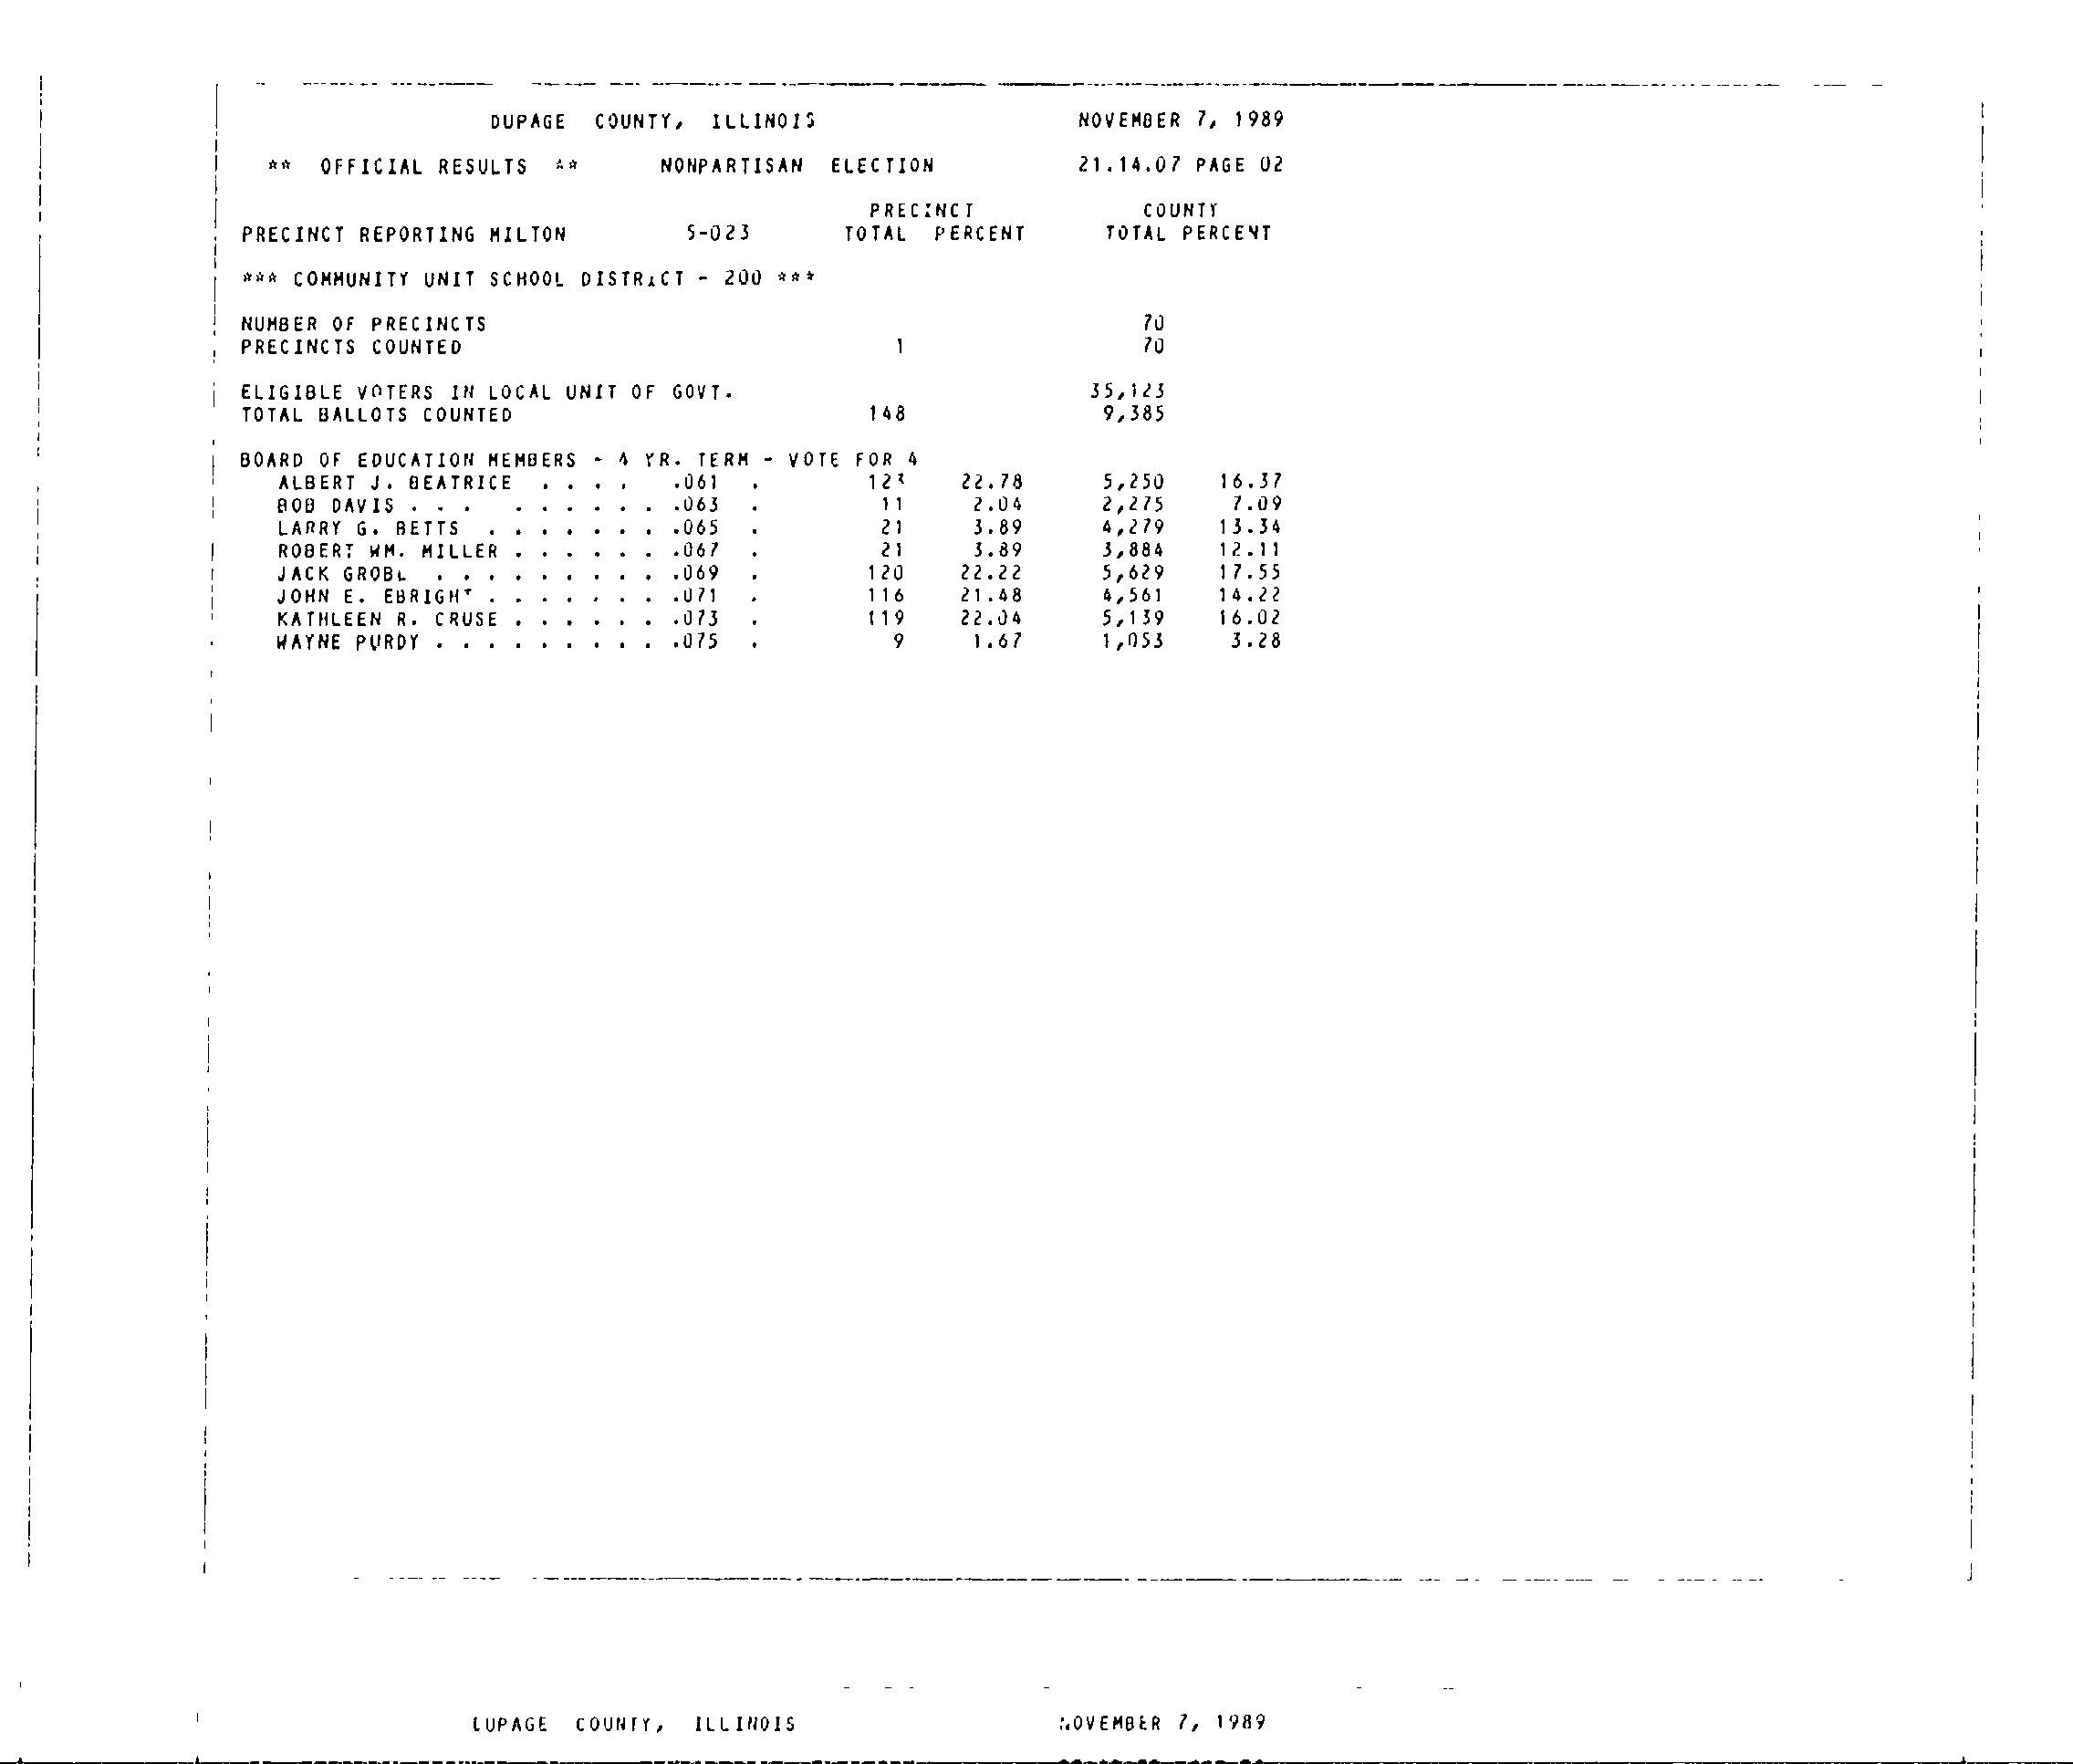 DUPAGE COUNTY, ILLINOIS NOVEMBER 7, 1989
** OFFICIAL RESULTS ** NONPARTISAN ELECTION 21.14.07 PAGE 02
PRECINCT COUNTY
PRECINCT REPORTING MILTON S-023 TOTAL PERCENT TOTAL PERCENT
*** COMMUNITY UNIT SCHOOL DISTRICT - 200 ***
NUMBER OF PRECINCTS 70
PRECINCTS COUNTED 1 70
ELIGIBLE VOTERS IN LOCAL UNIT OF GOVT. 35,123
TOTAL BALLOTS COUNTED 148 9,385
BOARD OF EDUCATION MEMBERS - 4 YR. TERM - VOTE FOR 4
ALBERT J. BEATRICE . . . . .061 . 123 22.78 5,250 16.37
BOB DAVIS . . . . . . . . . .063 . 11 2.04 2,275 7.09
LARRY G. BETTS . . . . . . . .065 . 21 3.89 4,279 13.34
ROBERT WM. MILLER . . . . . . .067 . 21 3.89 3,884 12.11
JACK GROBL . . . . . . . . . .069 . 120 22.22 5,629 17.55
JOHN E. EBRIGHT . . . . . . . .071 . 116 21.48 4,561 14.22
KATHLEEN R. CRUSE . . . . . . .073 . 119 22.04 5,139 16.02
WAYNE PURDY . . . . . . . . . .075 . 9 1.67 1,053 3.28
DUPAGE COUNTY, ILLINOIS NOVEMBER 7, 1989